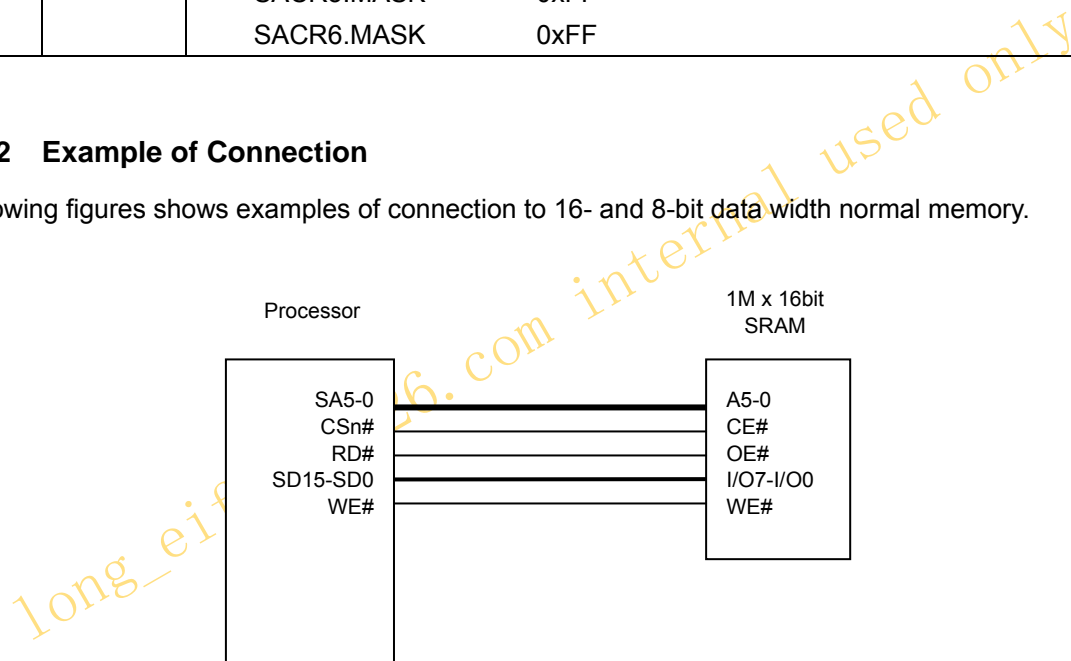 SACR6.MASK 0xFF
2 Example of Connection
owing figures shows examples of connection to 16- and 8-bit data width normal memory.
Processor
1M x 16bit
SRAM
SA5-0
CSn#
RD#
SD15-SD0
WE#
A5-0
CE#
OE#
I/O7-I/O0
WE#
com internal used only